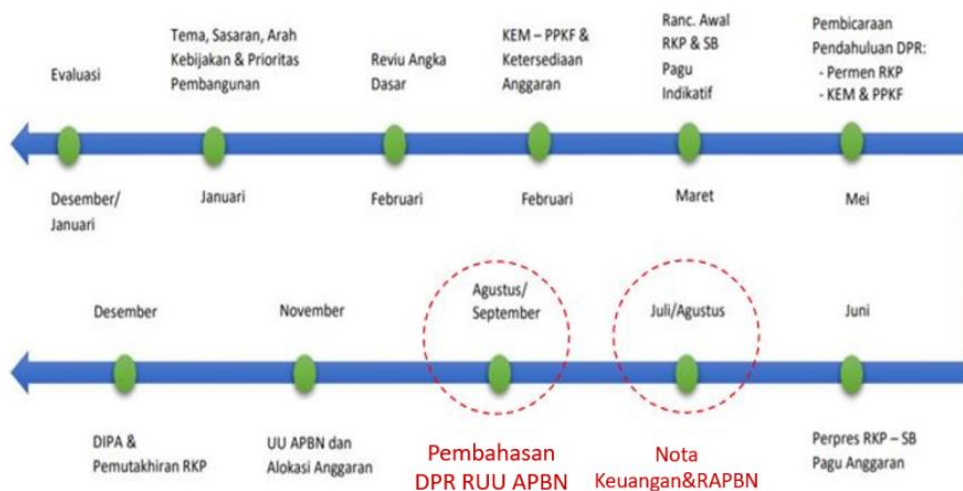 Evaluasi
Tema, Sasaran, Arah
Kebijakan & Prioritas
Pembangunan
Reviu Angka
Dasar
KEM – PPKF &
Ketersediaan
Anggaran
Ranc. Awal
RKP & SB
Pagu
Indikatif
Pembicaraan
Pendahuluan DPR:
- Permen RKP
- KEM & PPKF
Desember/
Januari
Januari
Februari
Februari
Maret
Mei
Desember
November
Agustus/
September
Juli/Agustus
Juni
DIPA &
Pemutakhiran RKP
UU APBN dan
Alokasi Anggaran
Pembahasan
DPR RUU APBN
Nota
Keuangan&RAPBN
Perpres RKP – SB
Pagu Anggaran